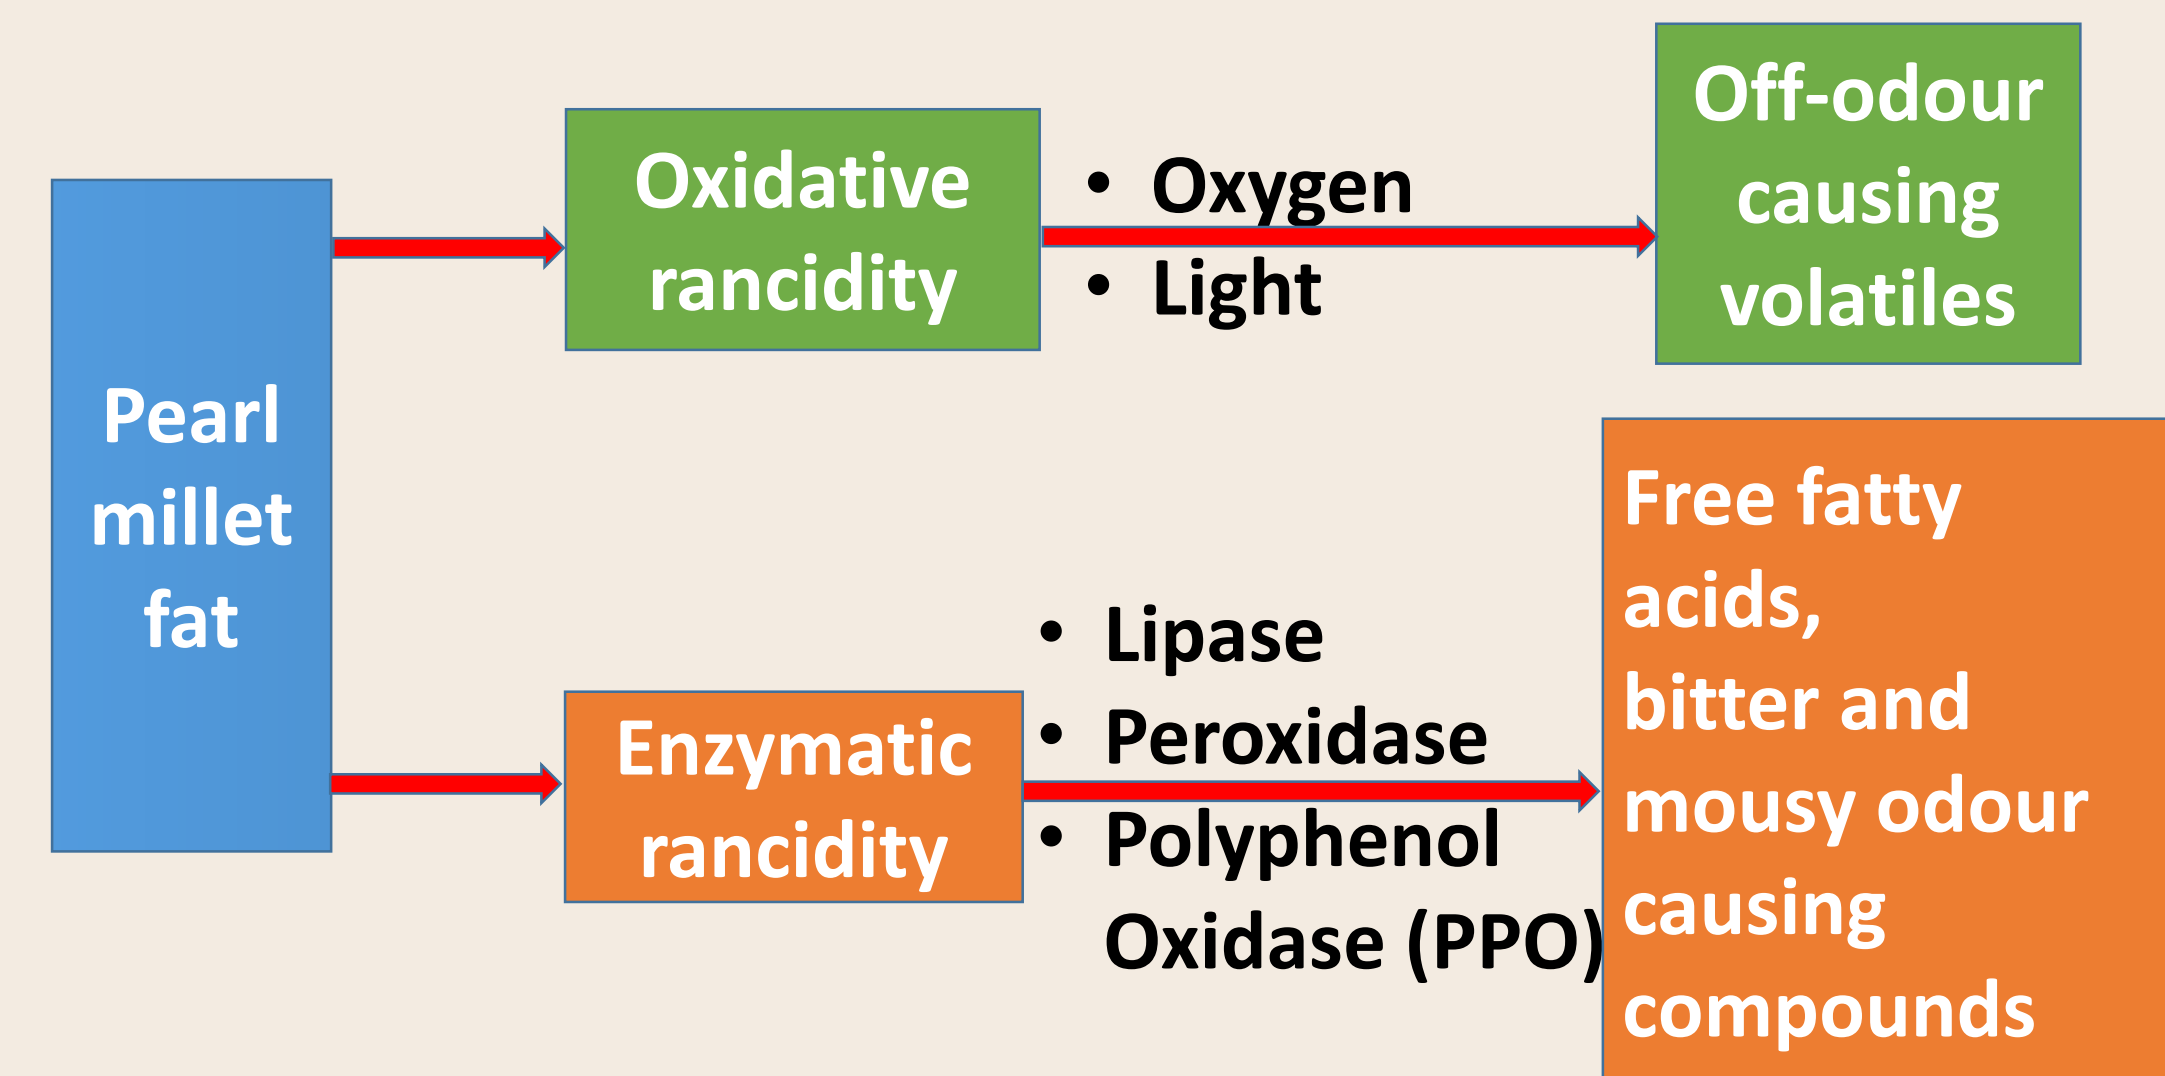 Pearl
millet
fat
Oxidative
rancidity
• Oxygen
• Light
Off-odour
causing
volatiles
Enzymatic
rancidity
• Lipase
• Peroxidase
• Polyphenol
Oxidase (PPO)
Free fatty
acids,
bitter and
mousy odour
causing
compounds